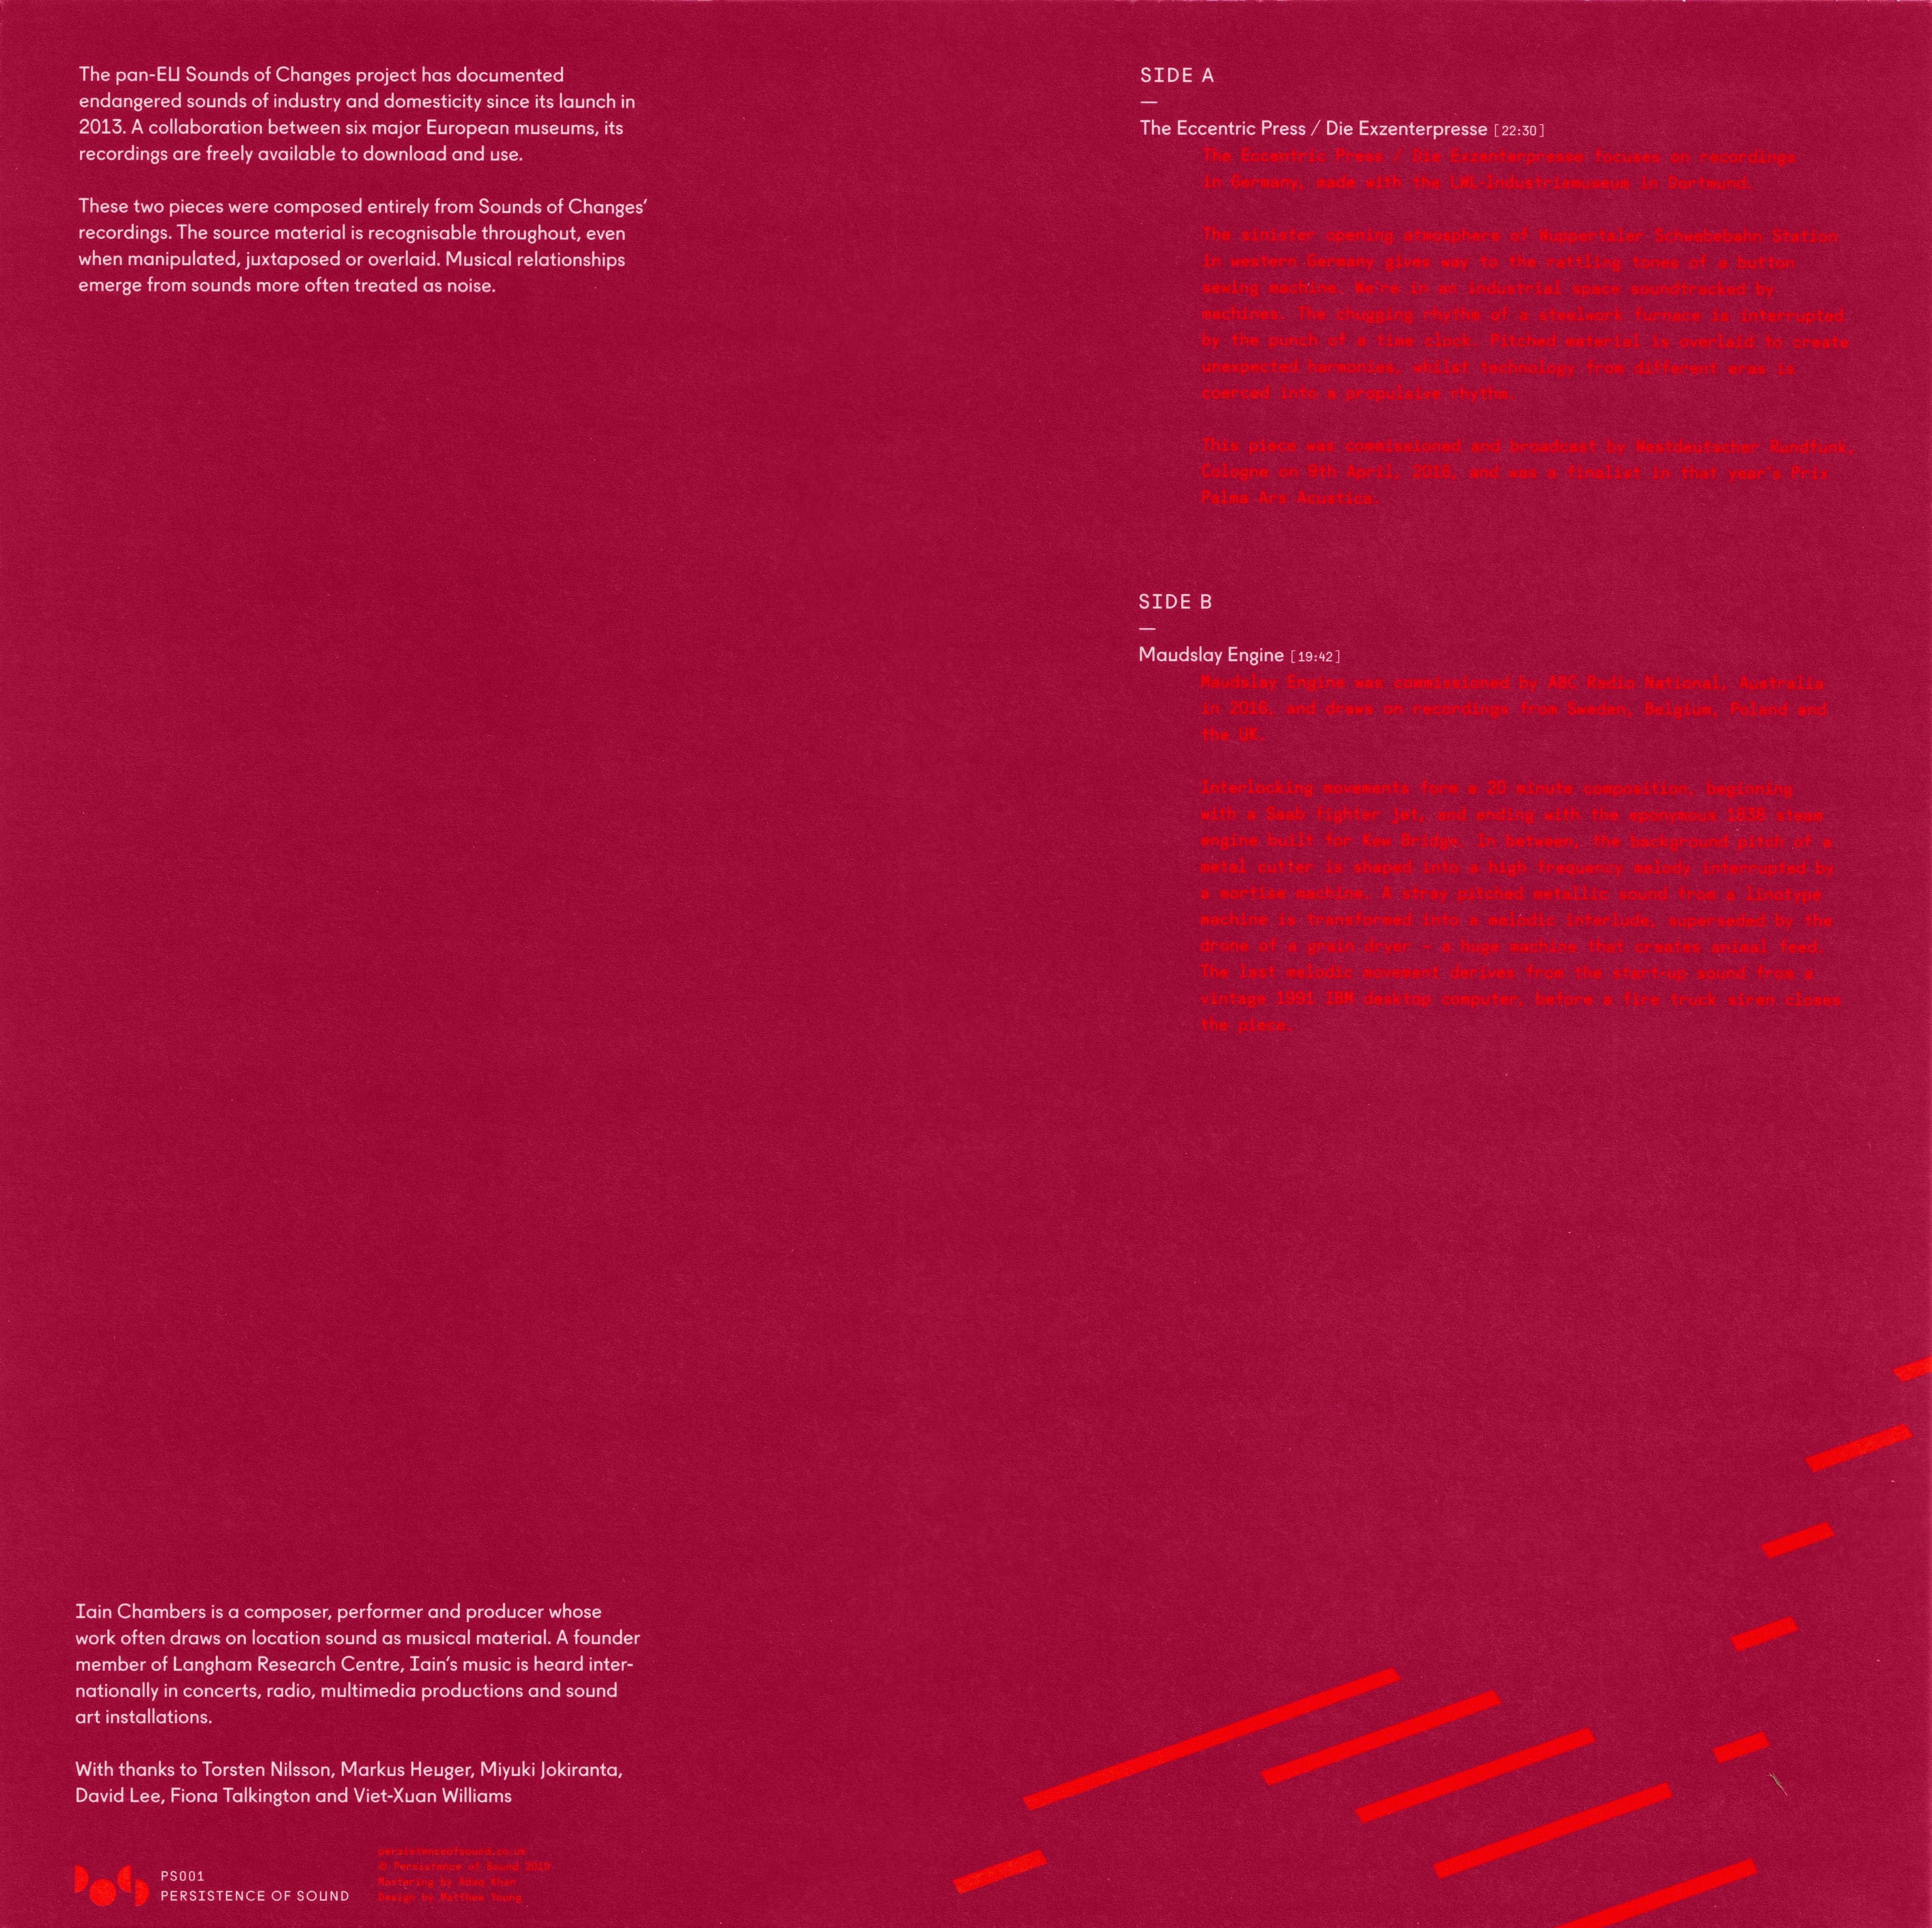 The pan-EU Sounds of Changes project has documented
endangered sounds of industry and domesticity since its launch in
2013. A collaboration between six major European museums, its
recordings are freely available to download and use.
These two pieces were composed entirely from Sounds of Changes’
recordings. The source material is recognisable throughout, even
when manipulated, juxtaposed or overlaid. Musical relationships
emerge from sounds more often treated as noise.
SIDE A
—
The Eccentric Press / Die Exzenterpresse [22:30]
The Eccentric Press / Die Exzenterpresse focuses on recordings
in Germany, made with the LWL-Industriemuseum in Dortmund.
The sinister opening atmosphere of Wuppertaler Schwebebahn Station
in western Germany gives way to the rattling tones of a button
sewing machine. We're in an industrial space soundtracked by
machines. The chugging rhythm of a steelwork furnace is interrupted
by the punch of a time clock. Pitched material is overlaid to create
unexpected harmonies, whilst technology from different eras is
coerced into a propulsive rhythm.
This piece was commissioned and broadcast by Westdeutscher Rundfunk,
Cologne on 9th April, 2016, and was a finalist in that year's Prix
Palma Ars Acustica.
SIDE B
—
Maudslay Engine [19:42]
Maudslay Engine was commissioned by ABC Radio National, Australia
in 2016, and draws on recordings from Sweden, Belgium, Poland and
the UK.
Interlocking movements form a 20 minute composition, beginning
with a Saab fighter jet, and ending with the eponymous 1838 steam
engine built for Kew Bridge. In between, the background pitch of a
metal cutter is shaped into a high frequency melody interrupted by
a mortise machine. A stray pitched metallic sound from a linotype
machine is transformed into a melodic interlude, superseded by the
drone of a grain dryer – a huge machine that creates animal feed.
The last melodic movement derives from the start-up sound from a
vintage 1991 IBM desktop computer, before a fire truck siren closes
the piece.
Iain Chambers is a composer, performer and producer whose
work often draws on location sound as musical material. A founder
member of Langham Research Centre, Iain’s music is heard inter-
nationally in concerts, radio, multimedia productions and sound
art installations.
With thanks to Torsten Nilsson, Markus Heuger, Miyuki Jokiranta,
David Lee, Fiona Talkington and Viet-Xuan Williams
PS001
PERSISTENCE OF SOUND
persistenceofsound.co.uk
© Persistence of Sound 2019
Mastering by Adaq Khan
Design by Matthew Young